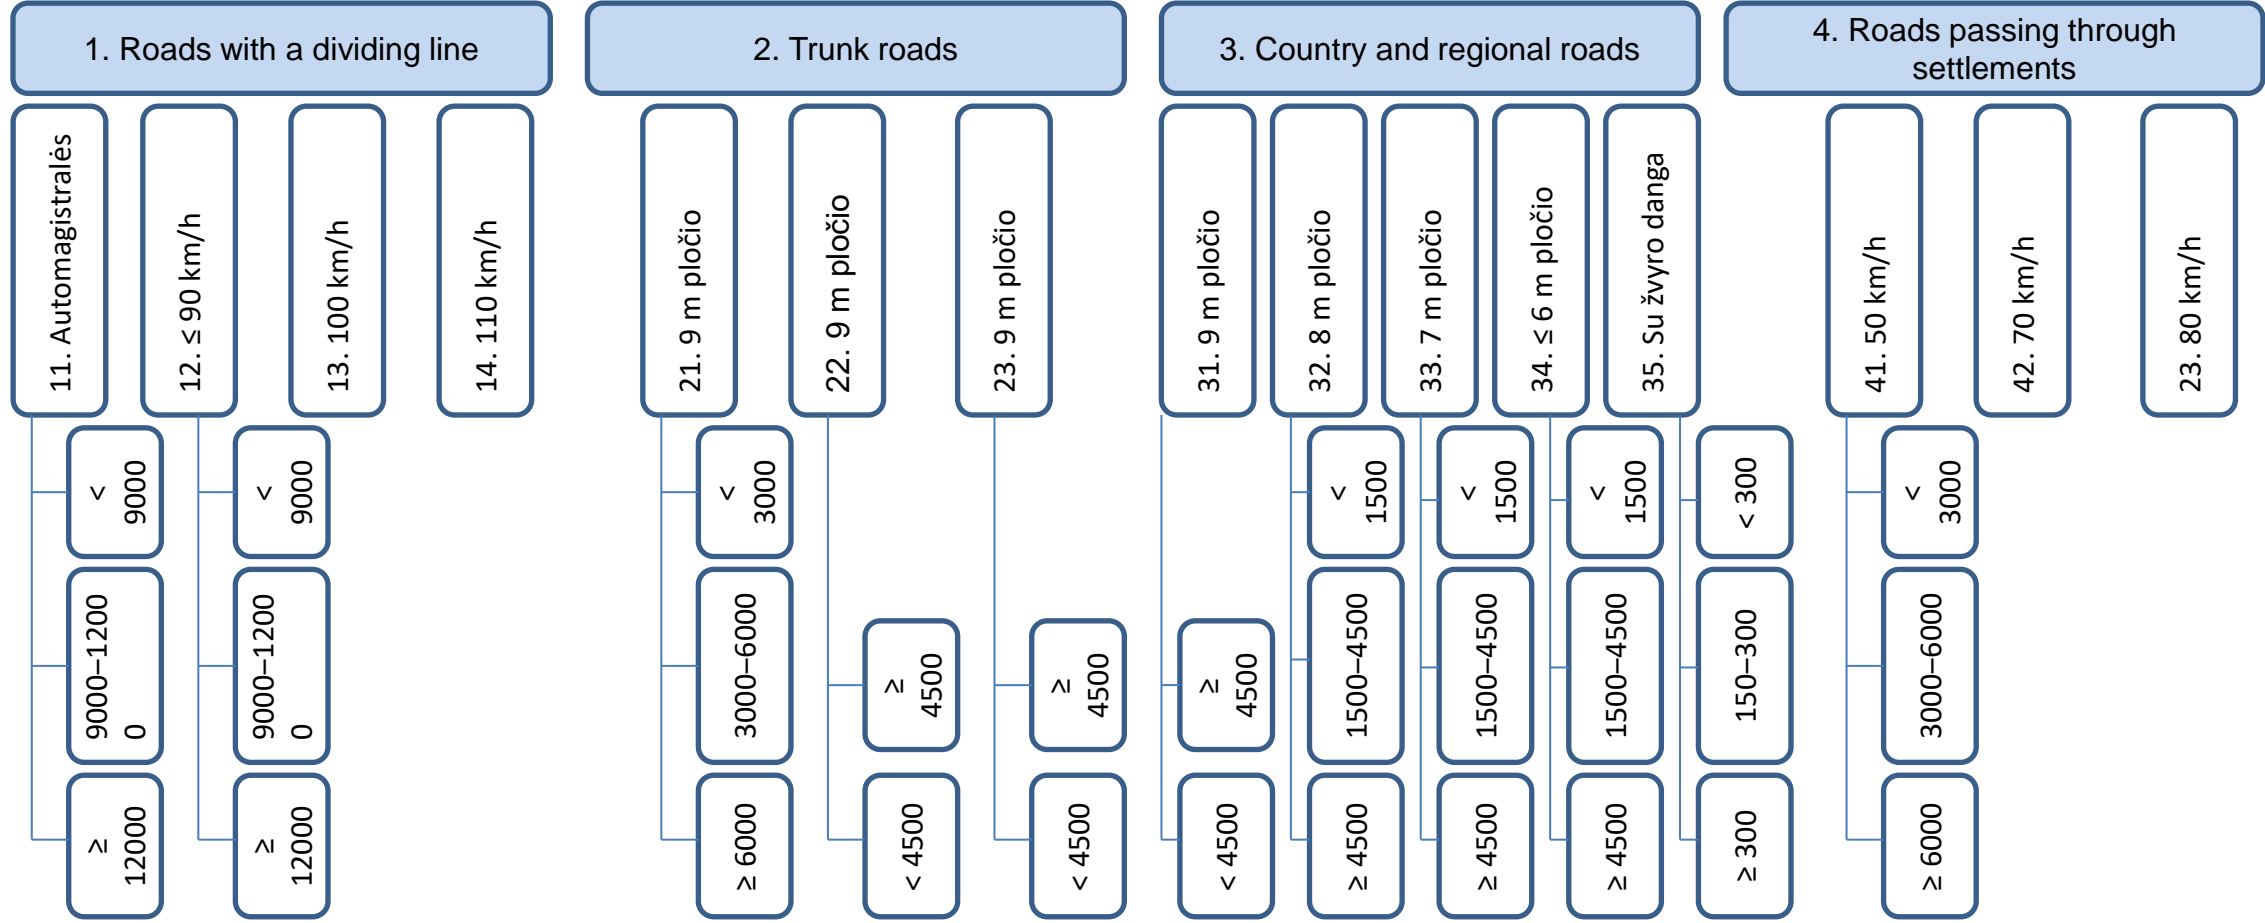 1. Roads with a dividing line
2. Trunk roads
3. Country and regional roads
4. Roads passing through
settlements
11. Automagistralės
12. ≤ 90 km/h
13. 100 km/h
14. 110 km/h
21. 9 m pločio
22. 9 m pločio
23. 9 m pločio
31. 9 m pločio
32. 8 m pločio
33. 7 m pločio
34. ≤ 6 m pločio
35. Su žvyro danga
41. 50 km/h
42. 70 km/h
23. 80 km/h
<
9000
<
9000
<
3000
<
1500
<
1500
<
1500
< 300
<
3000
9000–1200
0
9000–1200
0
3000–6000
≥
4500
≥
4500
≥
4500
1500–4500
1500–4500
1500–4500
150–300
3000–6000
≥
12000
≥
12000
≥ 6000
< 4500
< 4500
< 4500
≥ 4500
≥ 4500
≥ 4500
≥ 300
≥ 6000